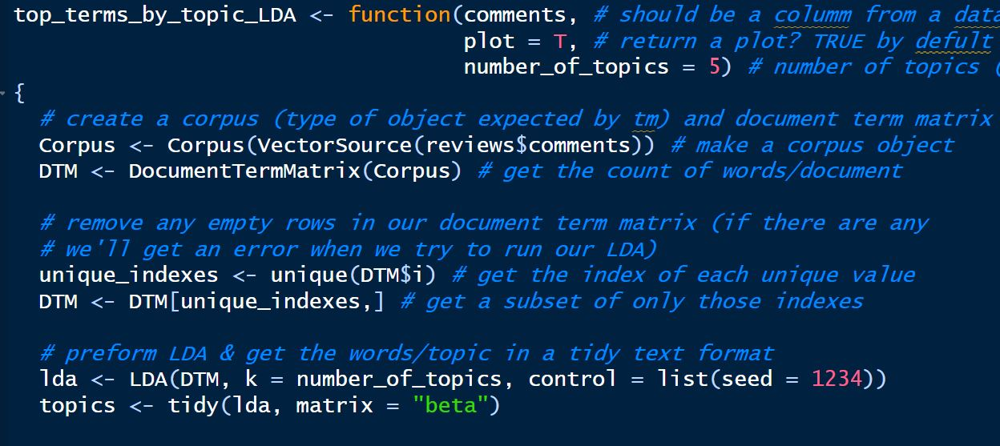 top_terms_by_topic_LDA <- function(comments, # should be a columm from a data
plot = T, # return a plot? TRUE by defult
number_of_topics = 5) # number of topics (
{
# create a corpus (type of object expected by tm) and document term matrix
Corpus <- Corpus(VectorSource(reviews$comments)) # make a corpus object
DTM <- DocumentTermMatrix(Corpus) # get the count of words/document
# remove any empty rows in our document term matrix (if there are any
# we'll get an error when we try to run our LDA)
unique_indexes <- unique(DTM$i) # get the index of each unique value
DTM <- DTM[unique_indexes,] # get a subset of only those indexes
# preform LDA & get the words/topic in a tidy text format
lda <- LDA(DTM, k = number_of_topics, control = list(seed = 1234))
topics <- tidy(lda, matrix = "beta")